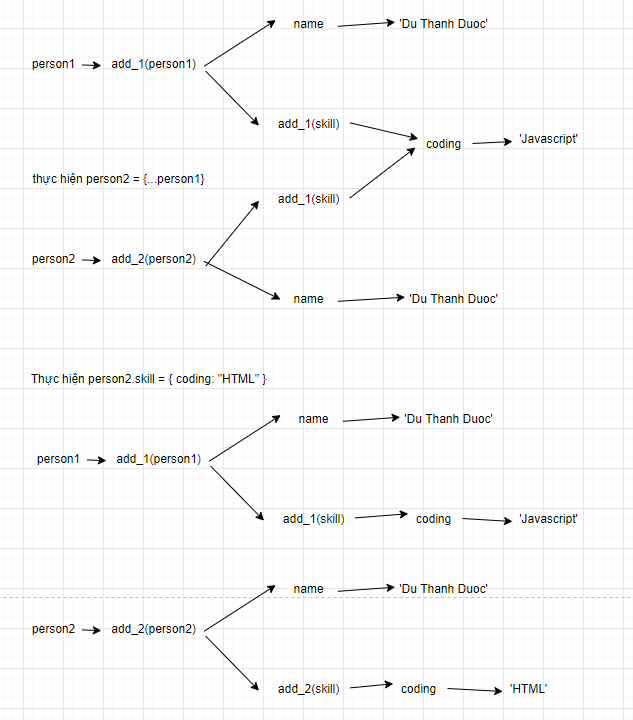 name 'Du Thanh Duoc'
person1 add_1(person1)
add_1(skill)
coding 'Javascript'
thực hiện person2 = {...person1}
add_1(skill)
person2 add_2(person2)
name 'Du Thanh Duoc'
Thực hiện person2.skill = { coding: "HTML" }
name 'Du Thanh Duoc'
person1 add_1(person1)
add_1(skill) coding 'Javascript'
name 'Du Thanh Duoc'
person2 add_2(person2)
add_2(skill) coding 'HTML'